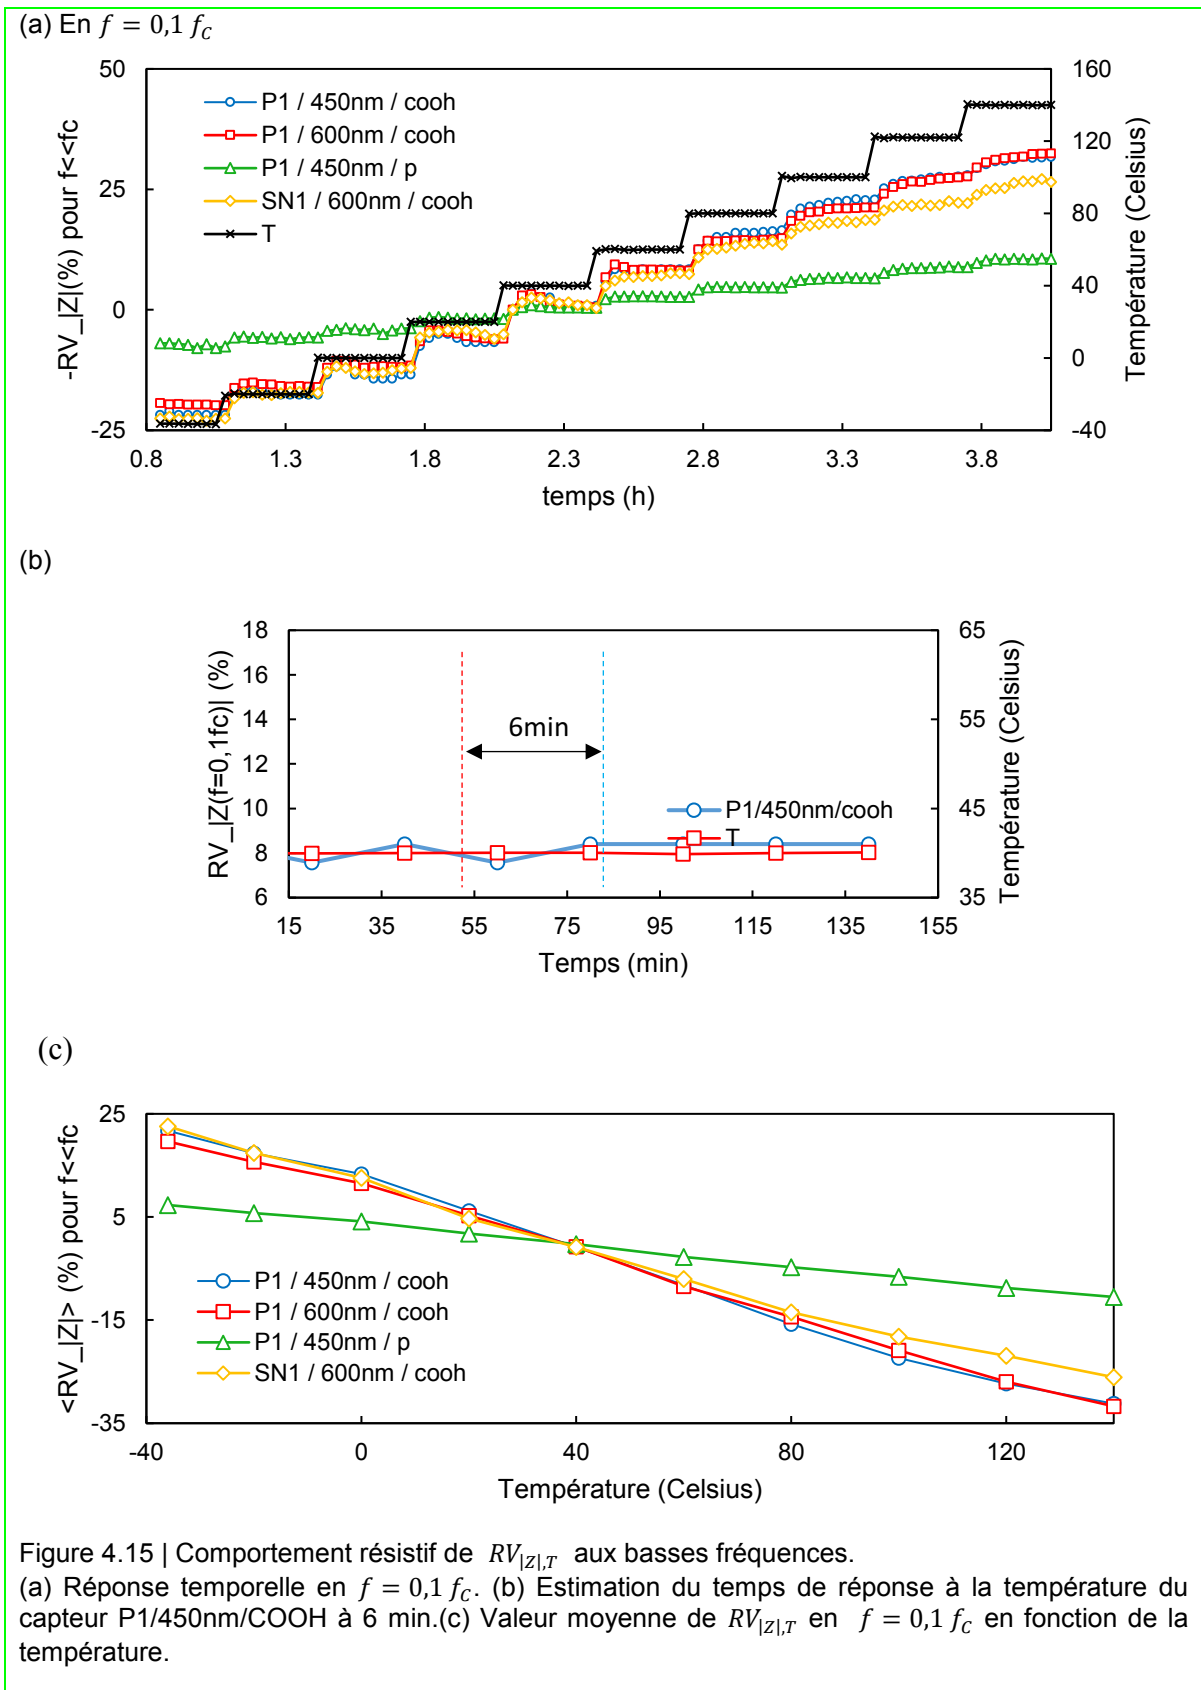 (a) En f = 0,1 f_C
50
25
0
-25
-RV_|Z|(%) pour f<<fc
P1 / 450nm / cooh
P1 / 600nm / cooh
P1 / 450nm / p
SN1 / 600nm / cooh
T
160
120
80
40
0
-40
Température (Celsius)
0.8 1.3 1.8 2.3 2.8 3.3 3.8
temps (h)
(b)
18
16
14
12
10
8
6
RV_|Z(f=0,1fc)| (%)
6min
P1/450nm/cooh
T
65
55
45
35
Température (Celsius)
15 35 55 75 95 115 135 155
Temps (min)
(c)
25
5
-15
-35
<RV_|Z|> (%) pour f<<fc
P1 / 450nm / cooh
P1 / 600nm / cooh
P1 / 450nm / p
SN1 / 600nm / cooh
-40 0 40 80 120
Température (Celsius)
Figure 4.15 | Comportement résistif de RV_|Z|,T aux basses fréquences.
(a) Réponse temporelle en f = 0,1 f_C. (b) Estimation du temps de réponse à la température du
capteur P1/450nm/COOH à 6 min.(c) Valeur moyenne de RV_|Z|,T en f = 0,1 f_C en fonction de la
température.